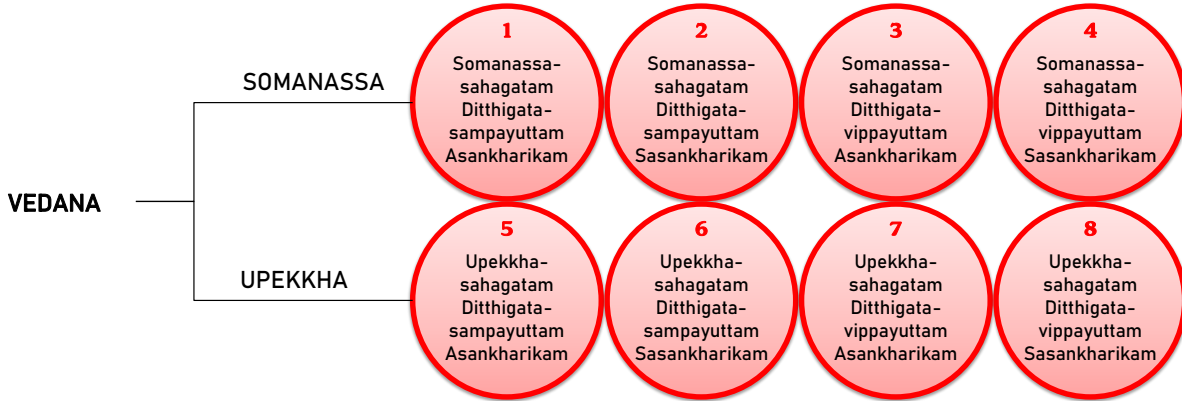 VEDANA
SOMANASSA
1
Somanassa-
sahagatam
Ditthigata-
sampayuttam
Asankharikam
2
Somanassa-
sahagatam
Ditthigata-
sampayuttam
Sasankharikam
3
Somanassa-
sahagatam
Ditthigata-
vippayuttam
Asankharikam
4
Somanassa-
sahagatam
Ditthigata-
vippayuttam
Sasankharikam
UPEKKHA
5
Upekkha-
sahagatam
Ditthigata-
sampayuttam
Asankharikam
6
Upekkha-
sahagatam
Ditthigata-
sampayuttam
Sasankharikam
7
Upekkha-
sahagatam
Ditthigata-
vippayuttam
Asankharikam
8
Upekkha-
sahagatam
Ditthigata-
vippayuttam
Sasankharikam